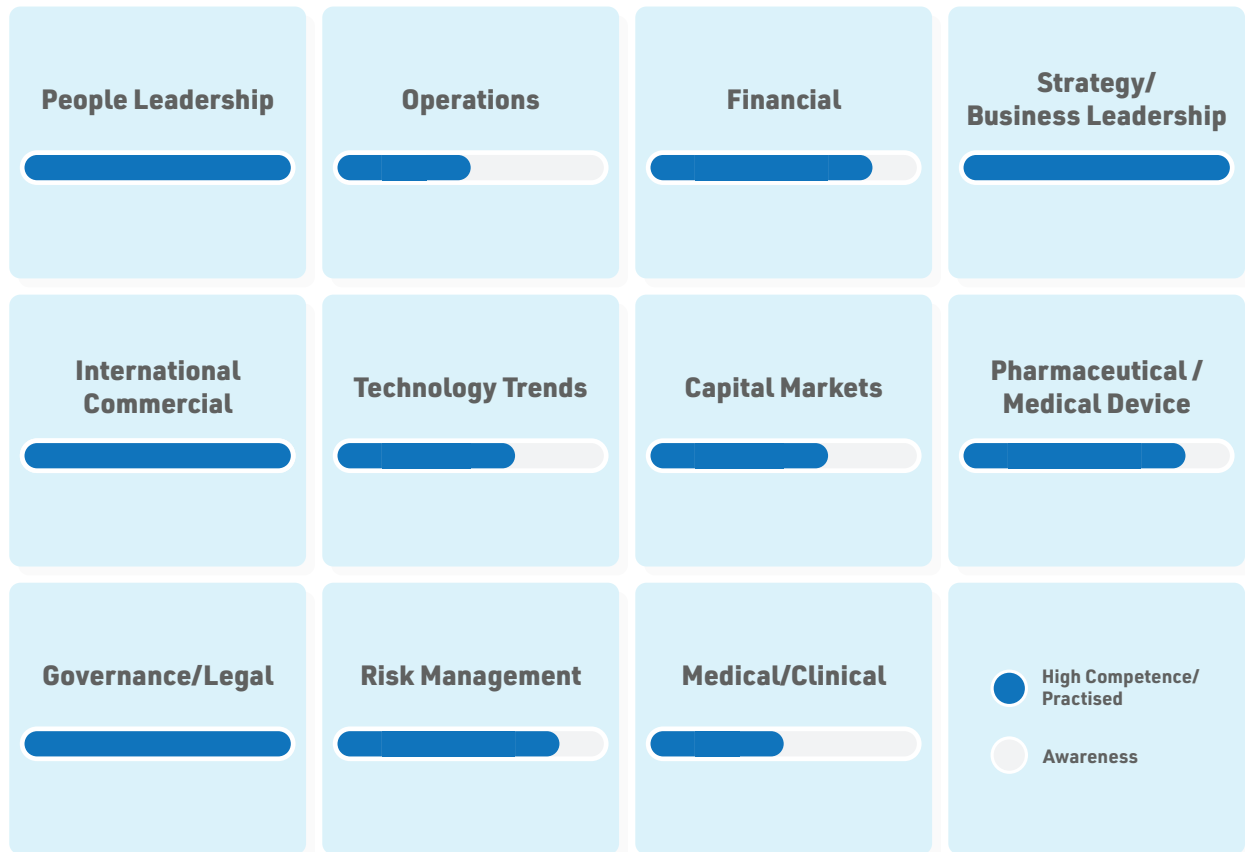 People Leadership
Operations
Financial
Strategy/
Business Leadership
International
Commercial
Technology Trends
Capital Markets
Pharmaceutical /
Medical Device
Governance/Legal
Risk Management
Medical/Clinical
High Competence/
Practised
Awareness